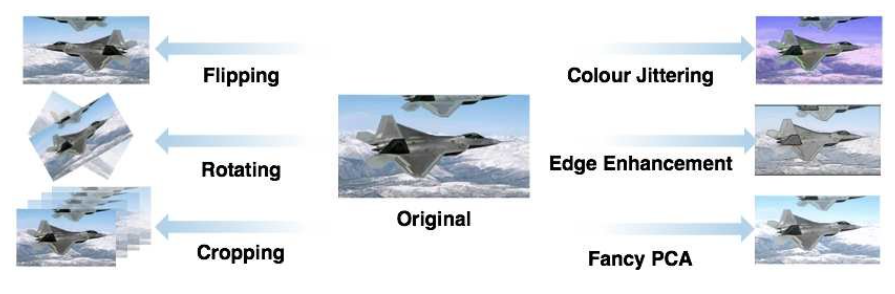 Flipping
Rotating
Cropping
Original
Colour Jittering
Edge Enhancement
Fancy PCA